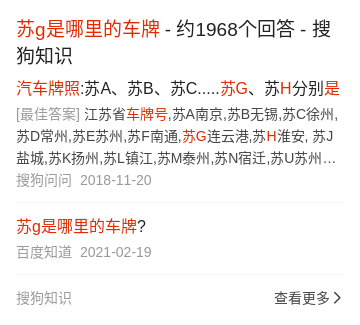 苏g是哪里的车牌 - 约1968个回答 - 搜
狗知识
汽车牌照:苏A、苏B、苏C.....苏G、苏H分别是
[最佳答案] 江苏省车牌号,苏A南京,苏B无锡,苏C徐州,
苏D常州,苏E苏州,苏F南通,苏G连云港,苏H淮安, 苏J
盐城,苏K扬州,苏L镇江,苏M泰州,苏N宿迁,苏U苏州...
搜狗问问 2018-11-20
苏g是哪里的车牌?
百度知道 2021-02-19
搜狗知识 查看更多 >